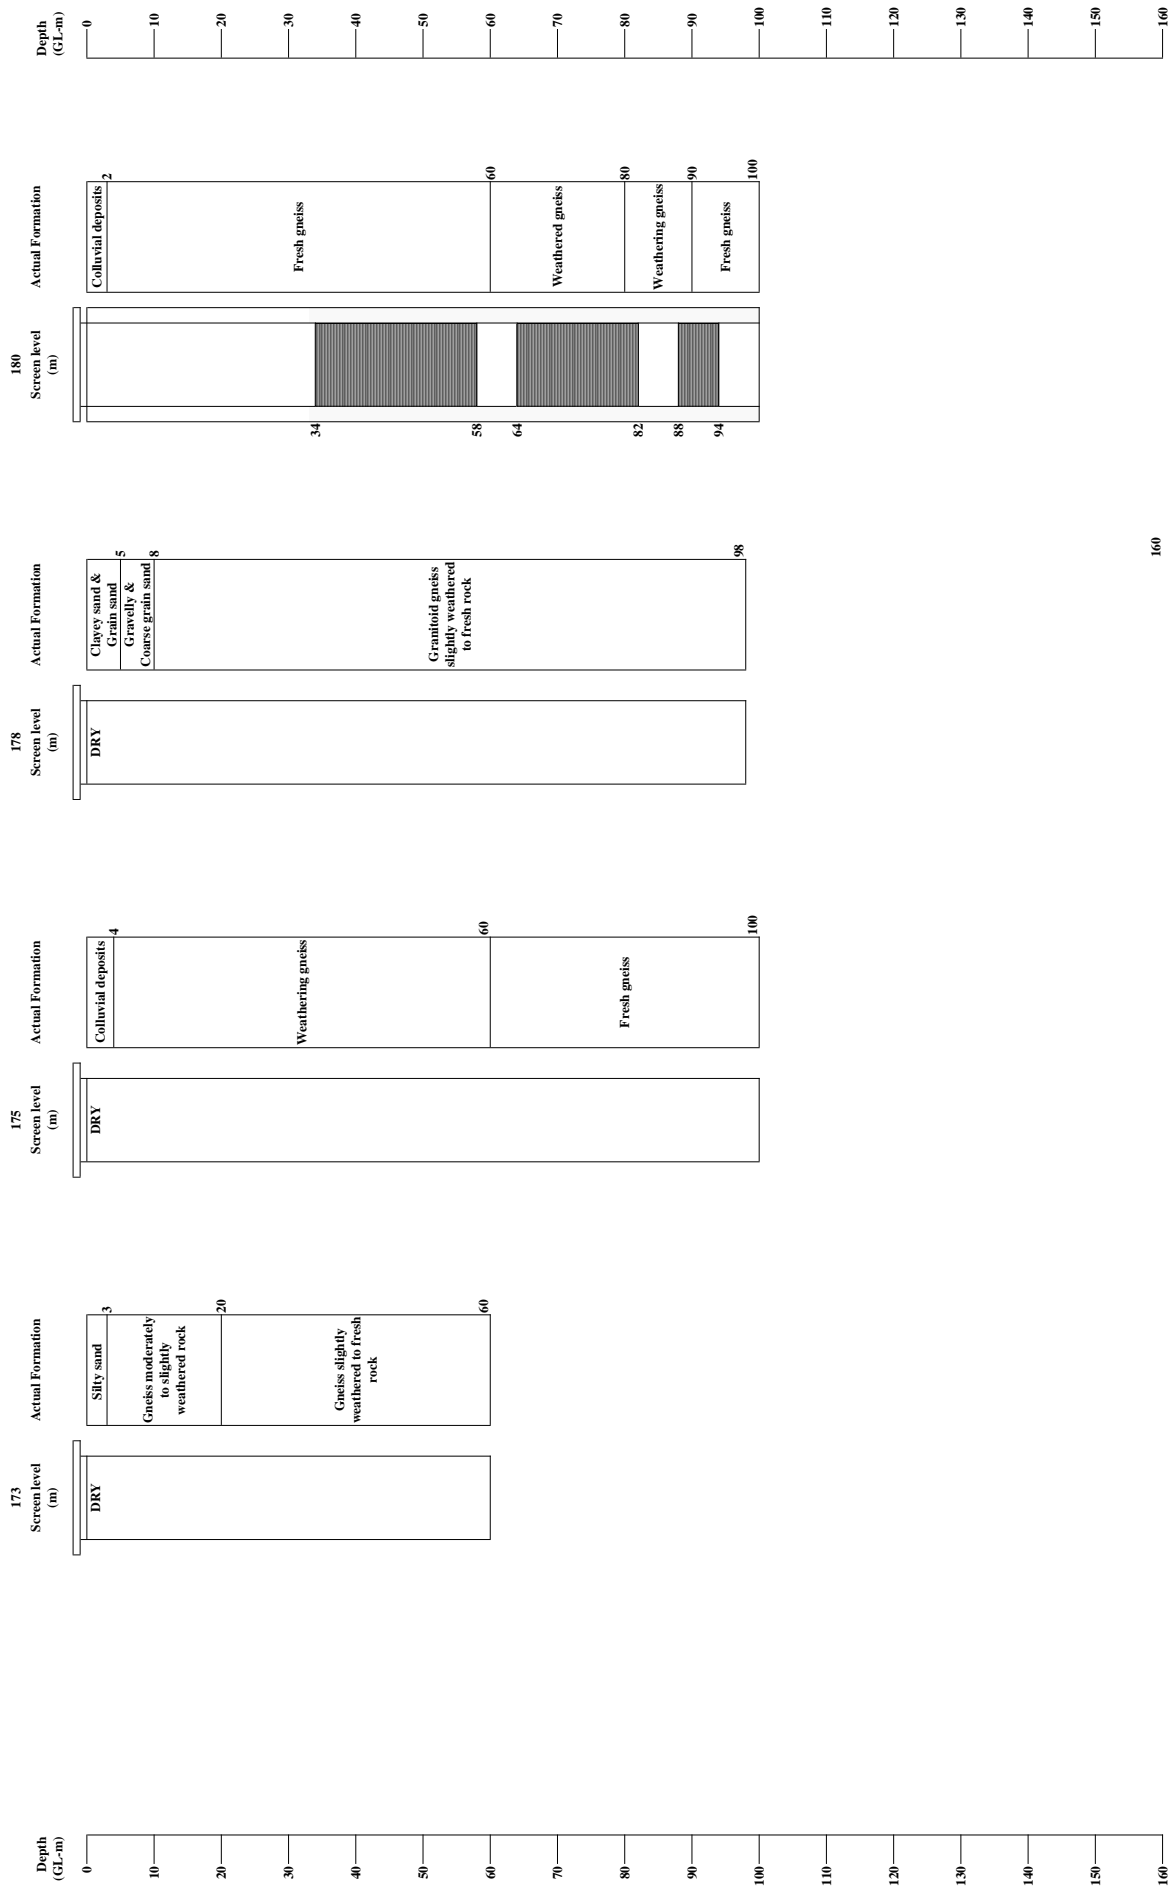 Depth
(GL-m)
0
10
20
30
40
50
60
70
80
90
100
110
120
130
140
150
160
173
Screen level
(m)
DRY
Actual Formation
Silty sand
3
Gneiss moderately
to slightly
weathered rock
20
Gneiss slightly
weathered to fresh
rock
60
175
Screen level
(m)
DRY
Actual Formation
Colluvial deposits
4
Weathering gneiss
60
Fresh gneiss
100
178
Screen level
(m)
DRY
Actual Formation
Clayey sand &
Grain sand
5
Gravelly &
Coarse grain sand
8
Granitoid gneiss
slightly weathered
to fresh rock
98
160
180
Screen level
(m)
34
58
64
82
88
94
Actual Formation
Colluvial deposits
2
Fresh gneiss
60
Weathered gneiss
80
Weathering gneiss
90
Fresh gneiss
100
Depth
(GL-m)
0
10
20
30
40
50
60
70
80
90
100
110
120
130
140
150
160